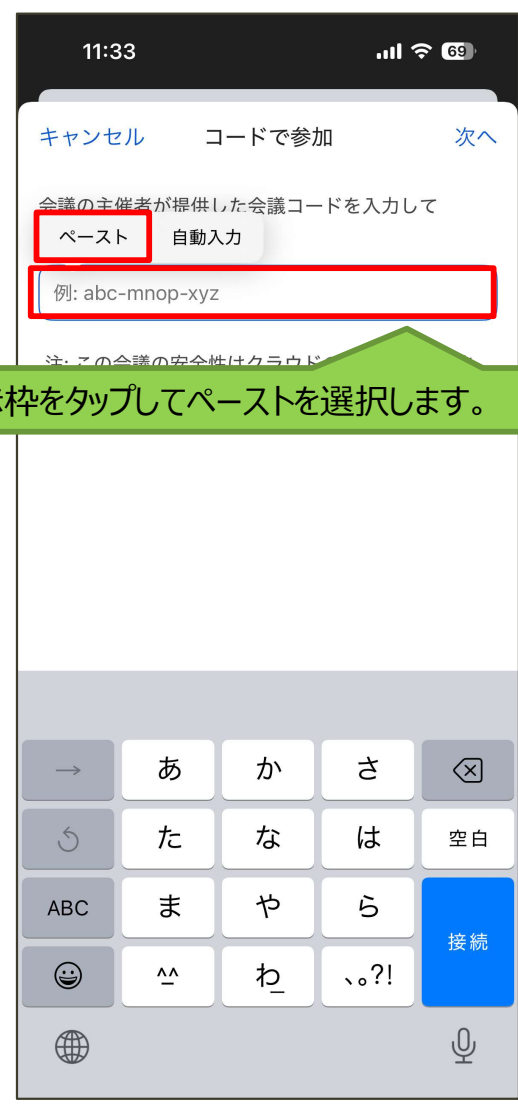 11:33
69
キャンセル コードで参加 次へ
会議の主催者が提供した会議コードを入力して
ペースト 自動入力
例: abc-mnop-xyz
注: この会議の安全性はクラウド
枠をタップしてペーストを選択します。
→ あ か さ
た な は 空白
ABC ま や ら
接続
^_^ わ_ 、。?!